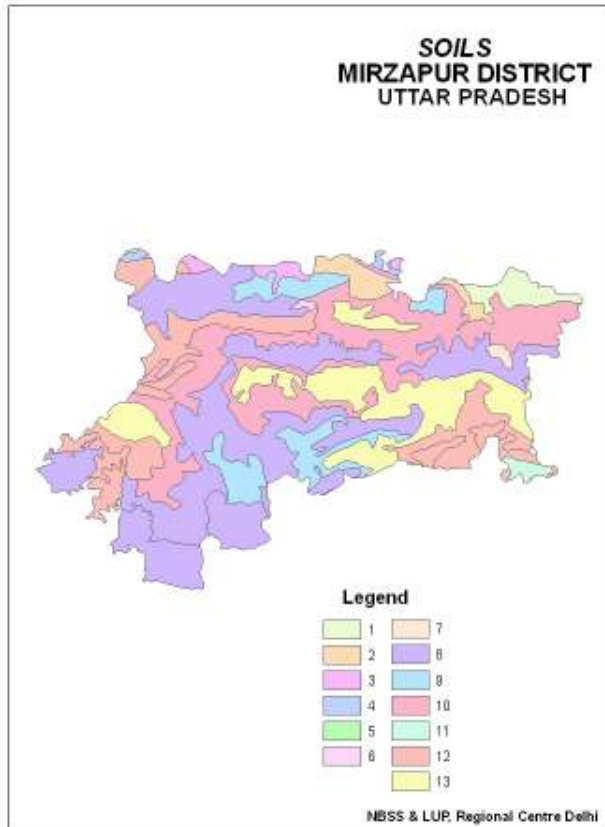 SOILS
MIRZAPUR DISTRICT
UTTAR PRADESH
Legend
1 7
2 8
3 9
4 10
5 11
6 12
13
NBSS & LUP, Regional Centre Delhi